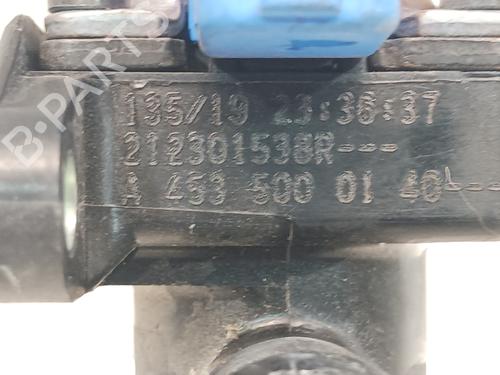 135/19 23:36:37
212301538R---
A 453 500 01 40---
B-PARTS